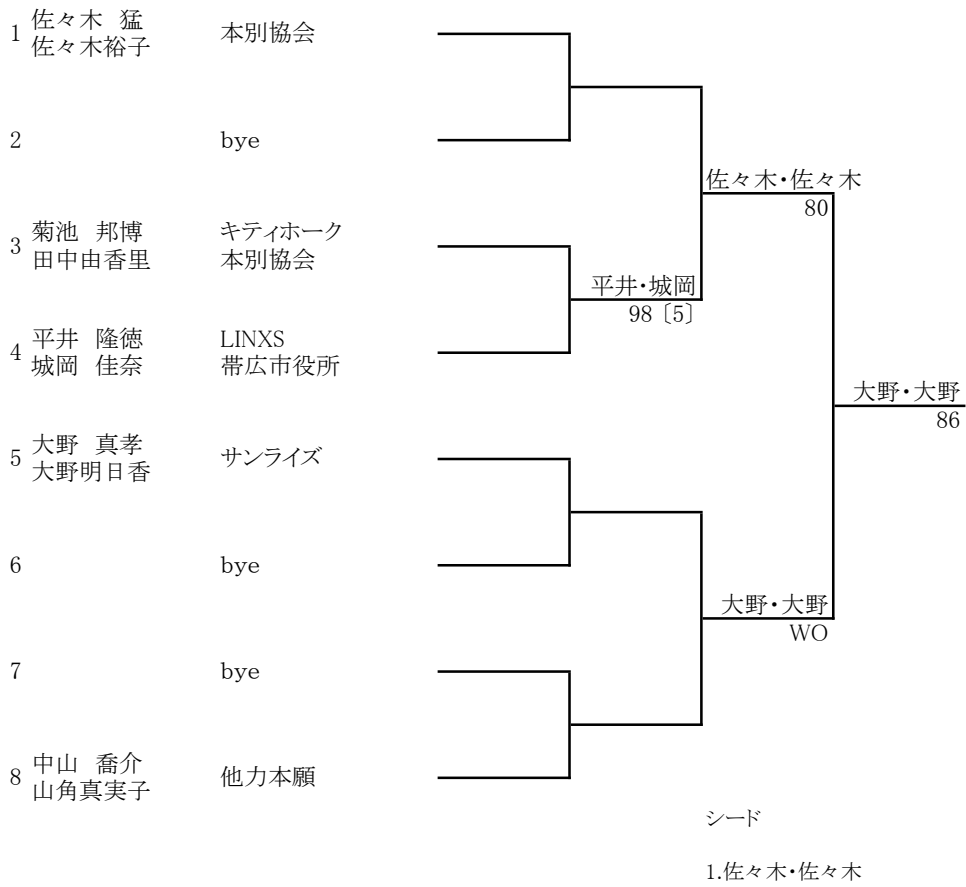 1 佐々木 猛 本別協会
佐々木裕子
2 bye
佐々木・佐々木
80
3 菊池 邦博 キティホーク
田中由香里 本別協会
平井・城岡
98〔5〕
4 平井 隆徳 LINXS
城岡 佳奈 帯広市役所
大野・大野
86
5 大野 真孝 サンライズ
大野明日香
6 bye
大野・大野
WO
7 bye
8 中山 喬介 他力本願
山角真実子
シード
1.佐々木・佐々木